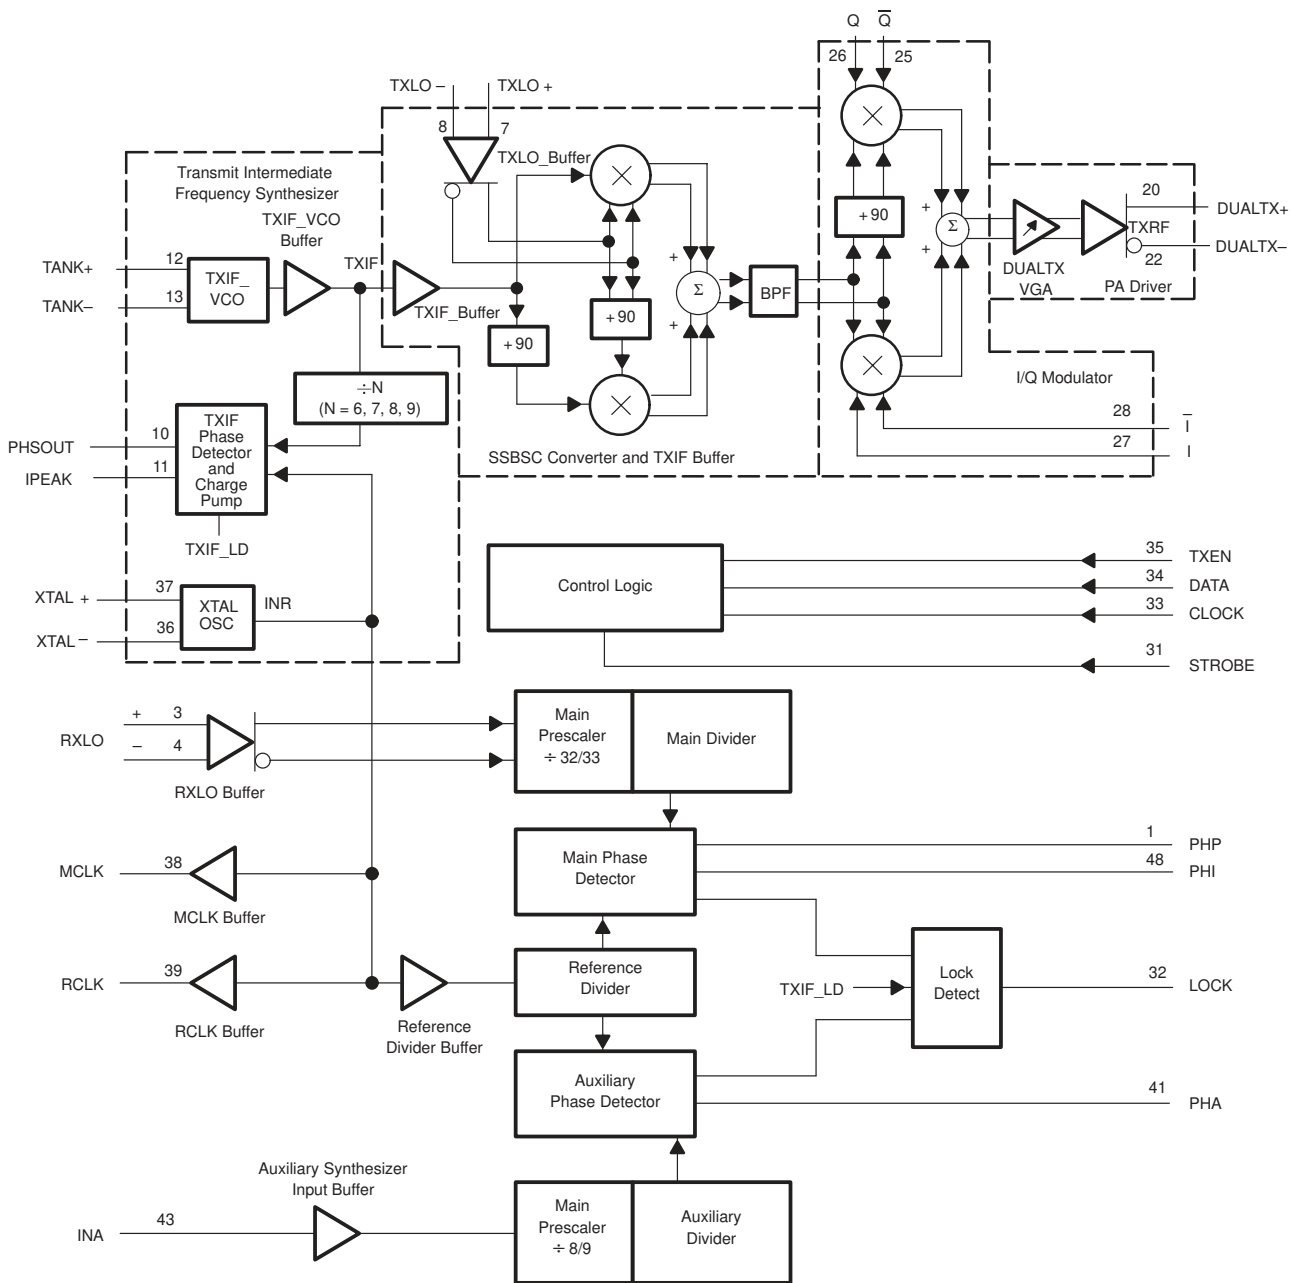 Q Q̅
26 25
TXLO – TXLO +
8 7
TXLO_Buffer
Transmit Intermediate
Frequency Synthesizer
TXIF_VCO
Buffer
TANK+ 12
TANK– 13
TXIF_
VCO
TXIF
TXIF_Buffer
+ 90
+ 90
+
Σ
+
BPF
+ 90
+
Σ
+
DUALTX
VGA
TXRF
PA Driver
20 DUALTX+
22 DUALTX–
÷N
(N = 6, 7, 8, 9)
I/Q Modulator
28 I̅
27 I
SSBSC Converter and TXIF Buffer
PHSOUT 10
IPEAK 11
TXIF
Phase
Detector
and
Charge
Pump
TXIF_LD
XTAL + 37
XTAL – 36
XTAL
OSC
INR
Control Logic
35 TXEN
34 DATA
33 CLOCK
31 STROBE
RXLO
+ 3
– 4
RXLO Buffer
Main
Prescaler
÷ 32/33
Main Divider
MCLK 38
MCLK Buffer
Main Phase
Detector
1 PHP
48 PHI
RCLK 39
RCLK Buffer
Reference
Divider Buffer
Reference
Divider
TXIF_LD
Lock
Detect
32 LOCK
Auxiliary
Phase Detector
41 PHA
Auxiliary Synthesizer
Input Buffer
INA 43
Main
Prescaler
÷ 8/9
Auxiliary
Divider